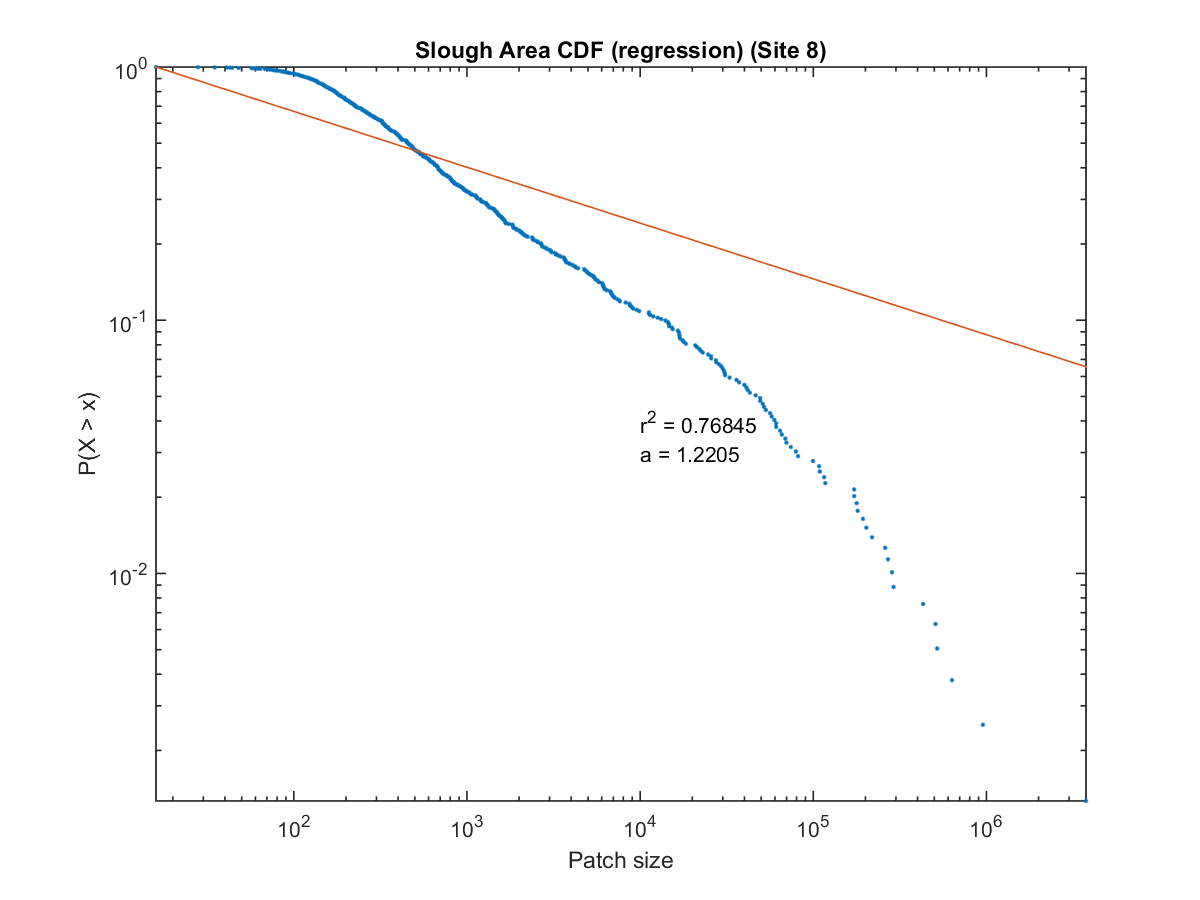 Slough Area CDF (regression) (Site 8)
10^0
10^-1
10^-2
P(X > x)
r^2 = 0.76845
a = 1.2205
10^2 10^3 10^4 10^5 10^6
Patch size